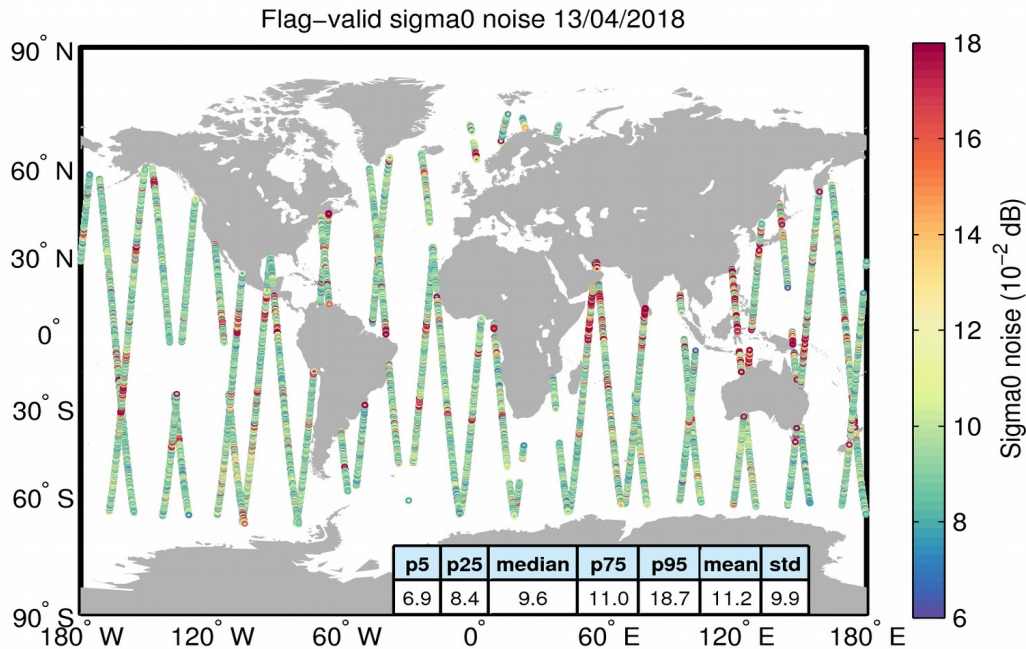 Flag−valid sigma0 noise 13/04/2018
90° N
60° N
30° N
0°
30° S
60° S
90° S
180° W
120° W
60° W
0°
60° E
120° E
180° E
p5 p25 median p75 p95 mean std
6.9 8.4 9.6 11.0 18.7 11.2 9.9
18
16
14
12
10
8
6
Sigma0 noise (10⁻² dB)